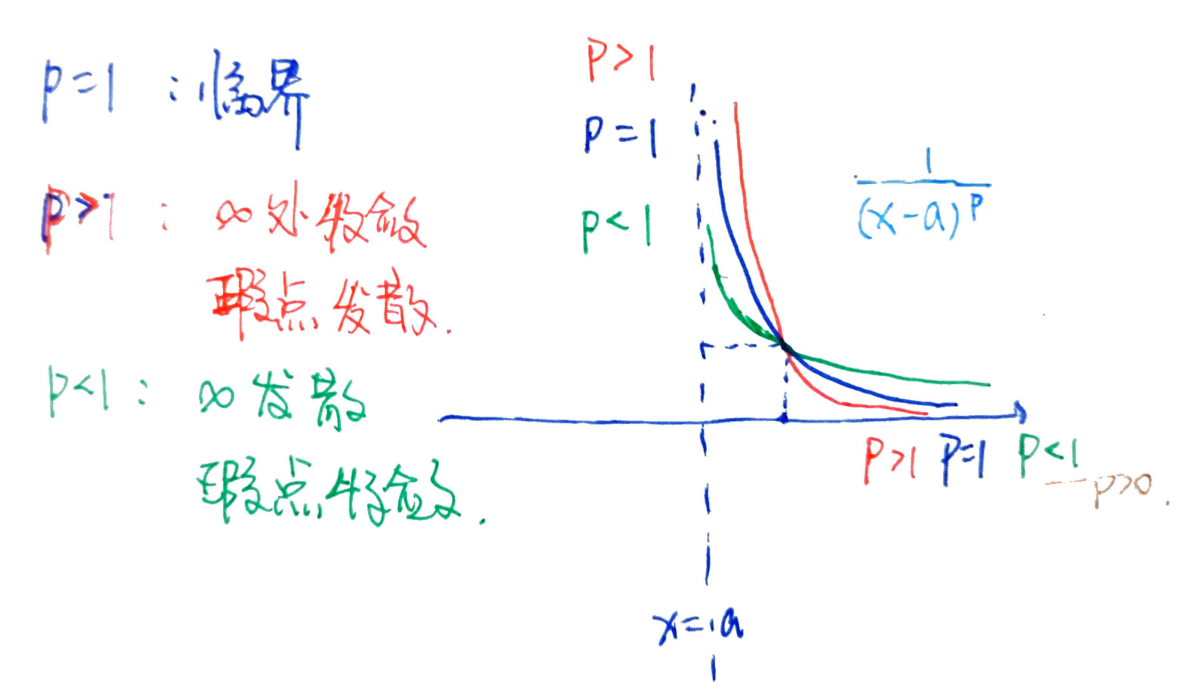 p=1 : 临界
p>1 : ∞处收敛
瑕点发散.
p<1 : ∞发散
瑕点收敛.
p>1
p=1
p<1
1
(x-a)^p
p>1 p=1 p<1
p>0.
x=a